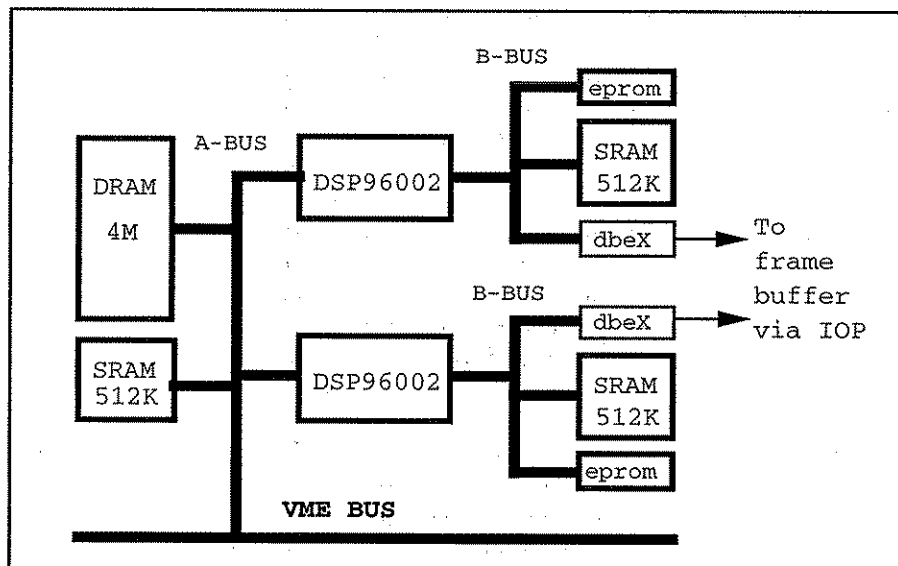 B-BUS
eprom
A-BUS
SRAM
512K
DRAM
4M
DSP96002
dbeX
To
frame
buffer
via IOP
B-BUS
dbeX
SRAM
512K
DSP96002
SRAM
512K
eprom
VME BUS